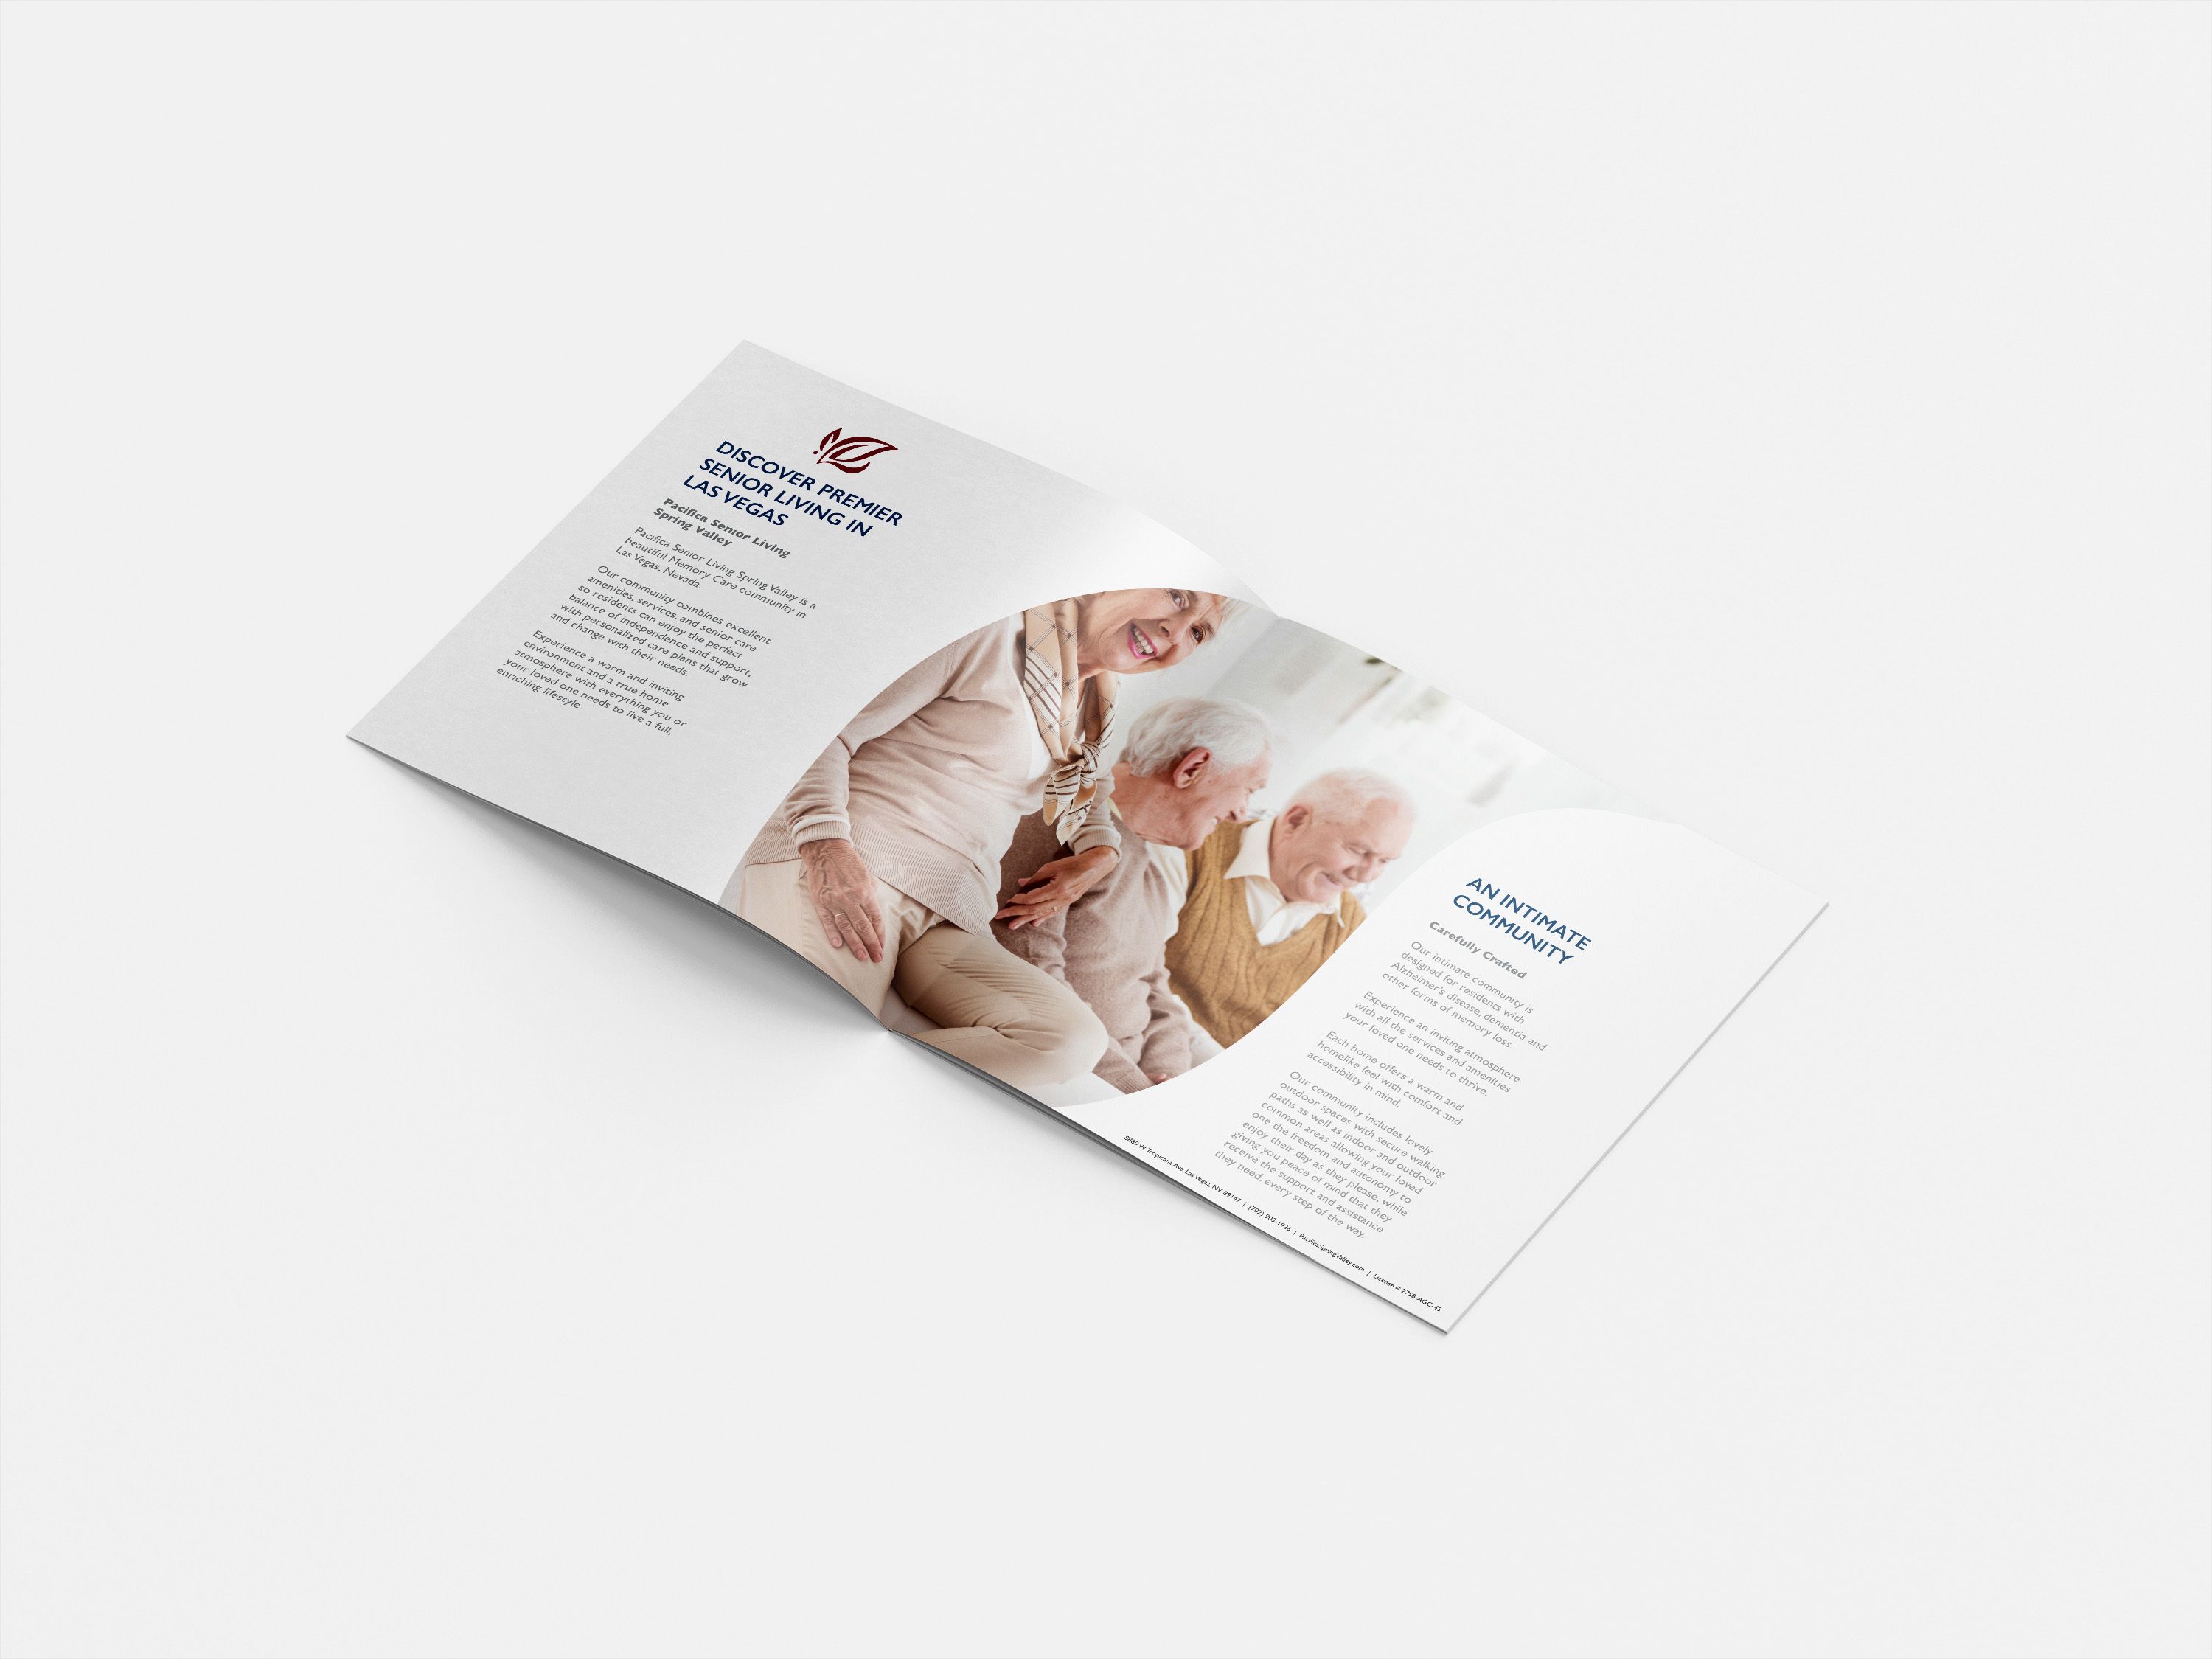 DISCOVER PREMIER
SENIOR LIVING IN
LAS VEGAS
Pacifica Senior Living
Spring Valley
Pacifica Senior Living Spring Valley is a
beautiful Memory Care community in
Las Vegas, Nevada.
Our community combines excellent
amenities, services, and senior care
so residents can enjoy the perfect
balance of independence and support,
with personalized care plans that grow
and change with their needs.
Experience a warm and inviting
environment and a true home
atmosphere with everything you or
your loved one needs to live a full,
enriching lifestyle.
AN INTIMATE
COMMUNITY
Carefully Crafted
Our intimate community is
designed for residents with
Alzheimer's disease, dementia and
other forms of memory loss.
Experience an inviting atmosphere
with all the services and amenities
your loved one needs to thrive.
Each home offers a warm and
homelike feel with comfort and
accessibility in mind.
Our community includes lovely
outdoor spaces with secure walking
paths as well as indoor and outdoor
common areas allowing your loved
one the freedom and autonomy to
enjoy their day as they please, while
giving you peace of mind that they
receive the support and assistance
they need, every step of the way.
8880 W Tropicana Ave Las Vegas, NV 89147 | (702) 903-1926 | PacificaSpringValley.com | License # 2758-AGC-45